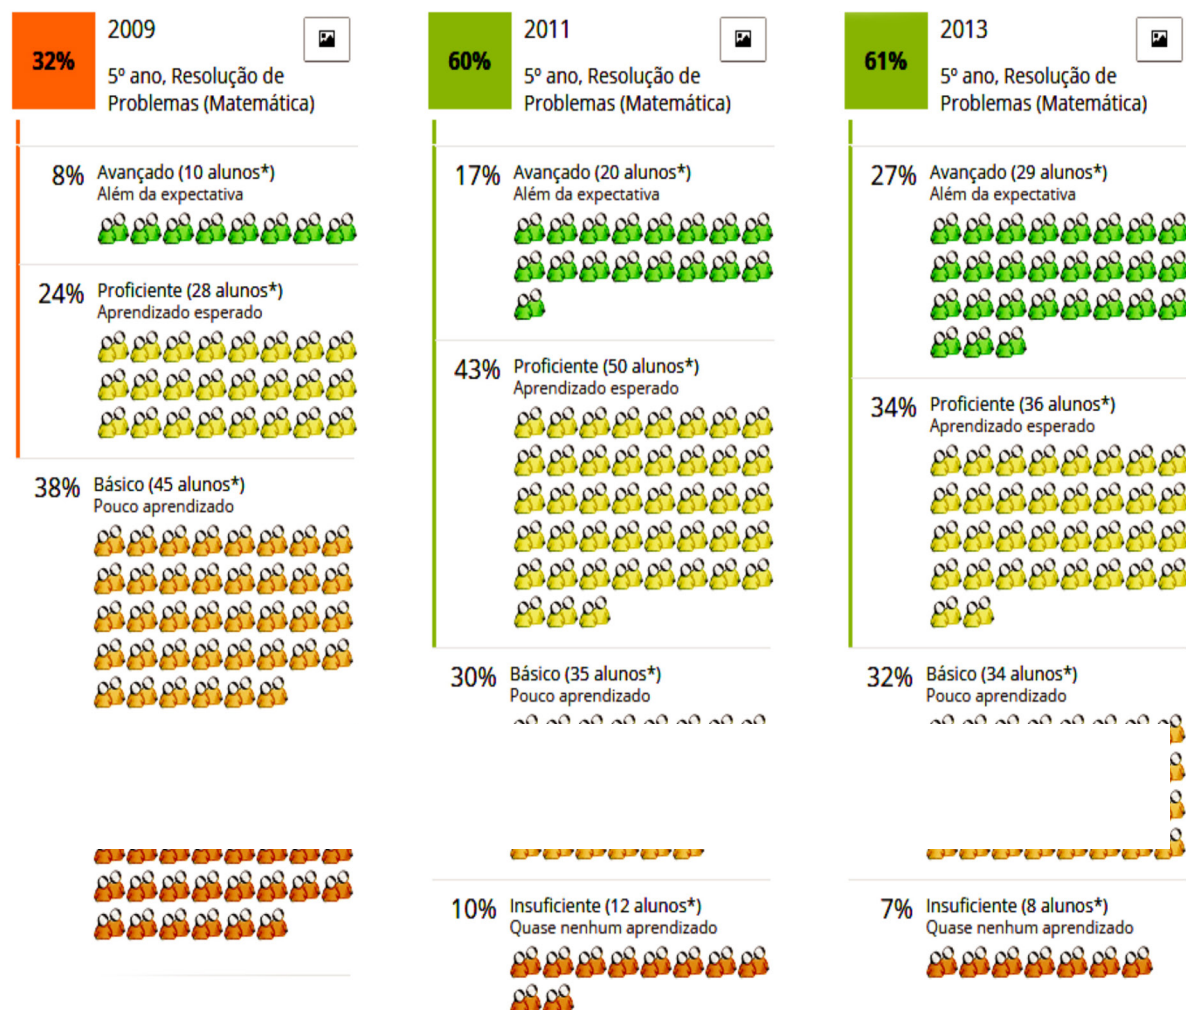 32%
2009
5º ano, Resolução de
Problemas (Matemática)
8%
Avançado (10 alunos*)
Além da expectativa
24%
Proficiente (28 alunos*)
Aprendizado esperado
38%
Básico (45 alunos*)
Pouco aprendizado
60%
2011
5º ano, Resolução de
Problemas (Matemática)
17%
Avançado (20 alunos*)
Além da expectativa
43%
Proficiente (50 alunos*)
Aprendizado esperado
30%
Básico (35 alunos*)
Pouco aprendizado
10%
Insuficiente (12 alunos*)
Quase nenhum aprendizado
61%
2013
5º ano, Resolução de
Problemas (Matemática)
27%
Avançado (29 alunos*)
Além da expectativa
34%
Proficiente (36 alunos*)
Aprendizado esperado
32%
Básico (34 alunos*)
Pouco aprendizado
7%
Insuficiente (8 alunos*)
Quase nenhum aprendizado